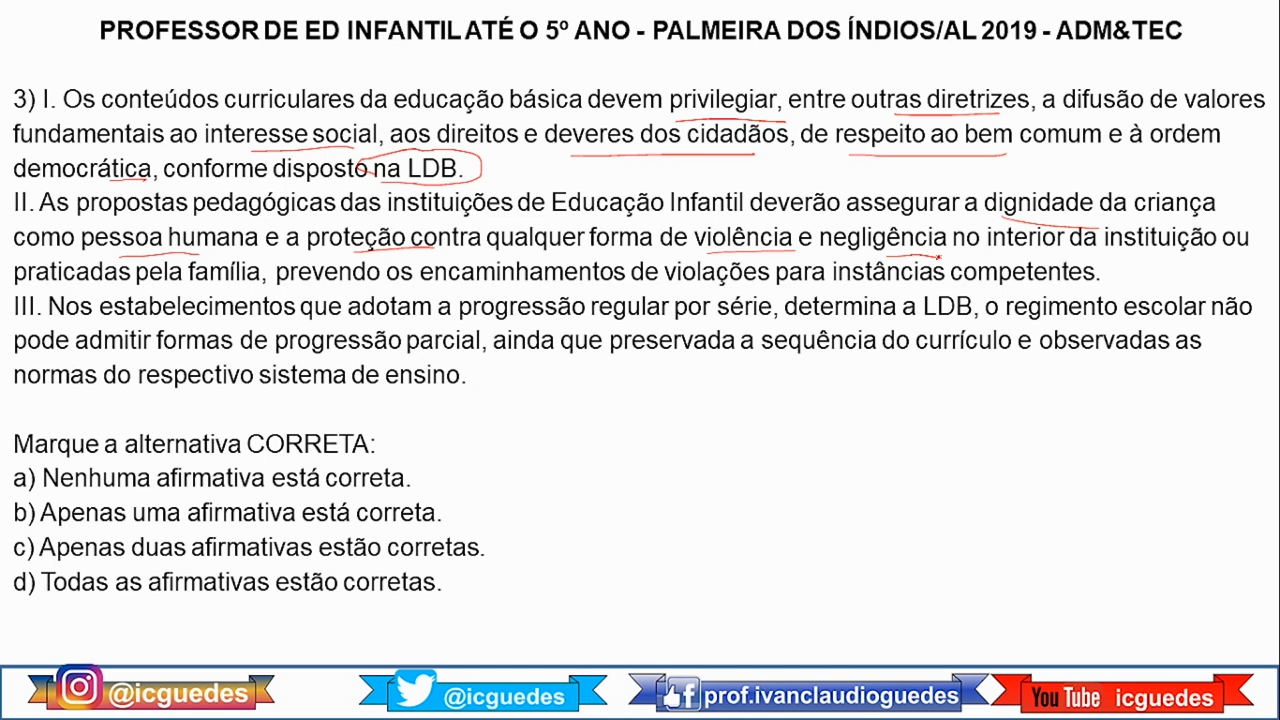 PROFESSOR DE ED INFANTIL ATÉ O 5º ANO - PALMEIRA DOS ÍNDIOS/AL 2019 - ADM&TEC
3) I. Os conteúdos curriculares da educação básica devem privilegiar, entre outras diretrizes, a difusão de valores
fundamentais ao interesse social, aos direitos e deveres dos cidadãos, de respeito ao bem comum e à ordem
democrática, conforme disposto na LDB.
II. As propostas pedagógicas das instituições de Educação Infantil deverão assegurar a dignidade da criança
como pessoa humana e a proteção contra qualquer forma de violência e negligência no interior da instituição ou
praticadas pela família, prevendo os encaminhamentos de violações para instâncias competentes.
III. Nos estabelecimentos que adotam a progressão regular por série, determina a LDB, o regimento escolar não
pode admitir formas de progressão parcial, ainda que preservada a sequência do currículo e observadas as
normas do respectivo sistema de ensino.
Marque a alternativa CORRETA:
a) Nenhuma afirmativa está correta.
b) Apenas uma afirmativa está correta.
c) Apenas duas afirmativas estão corretas.
d) Todas as afirmativas estão corretas.
@icguedes @icguedes prof.ivanclaudioguedes You Tube icguedes